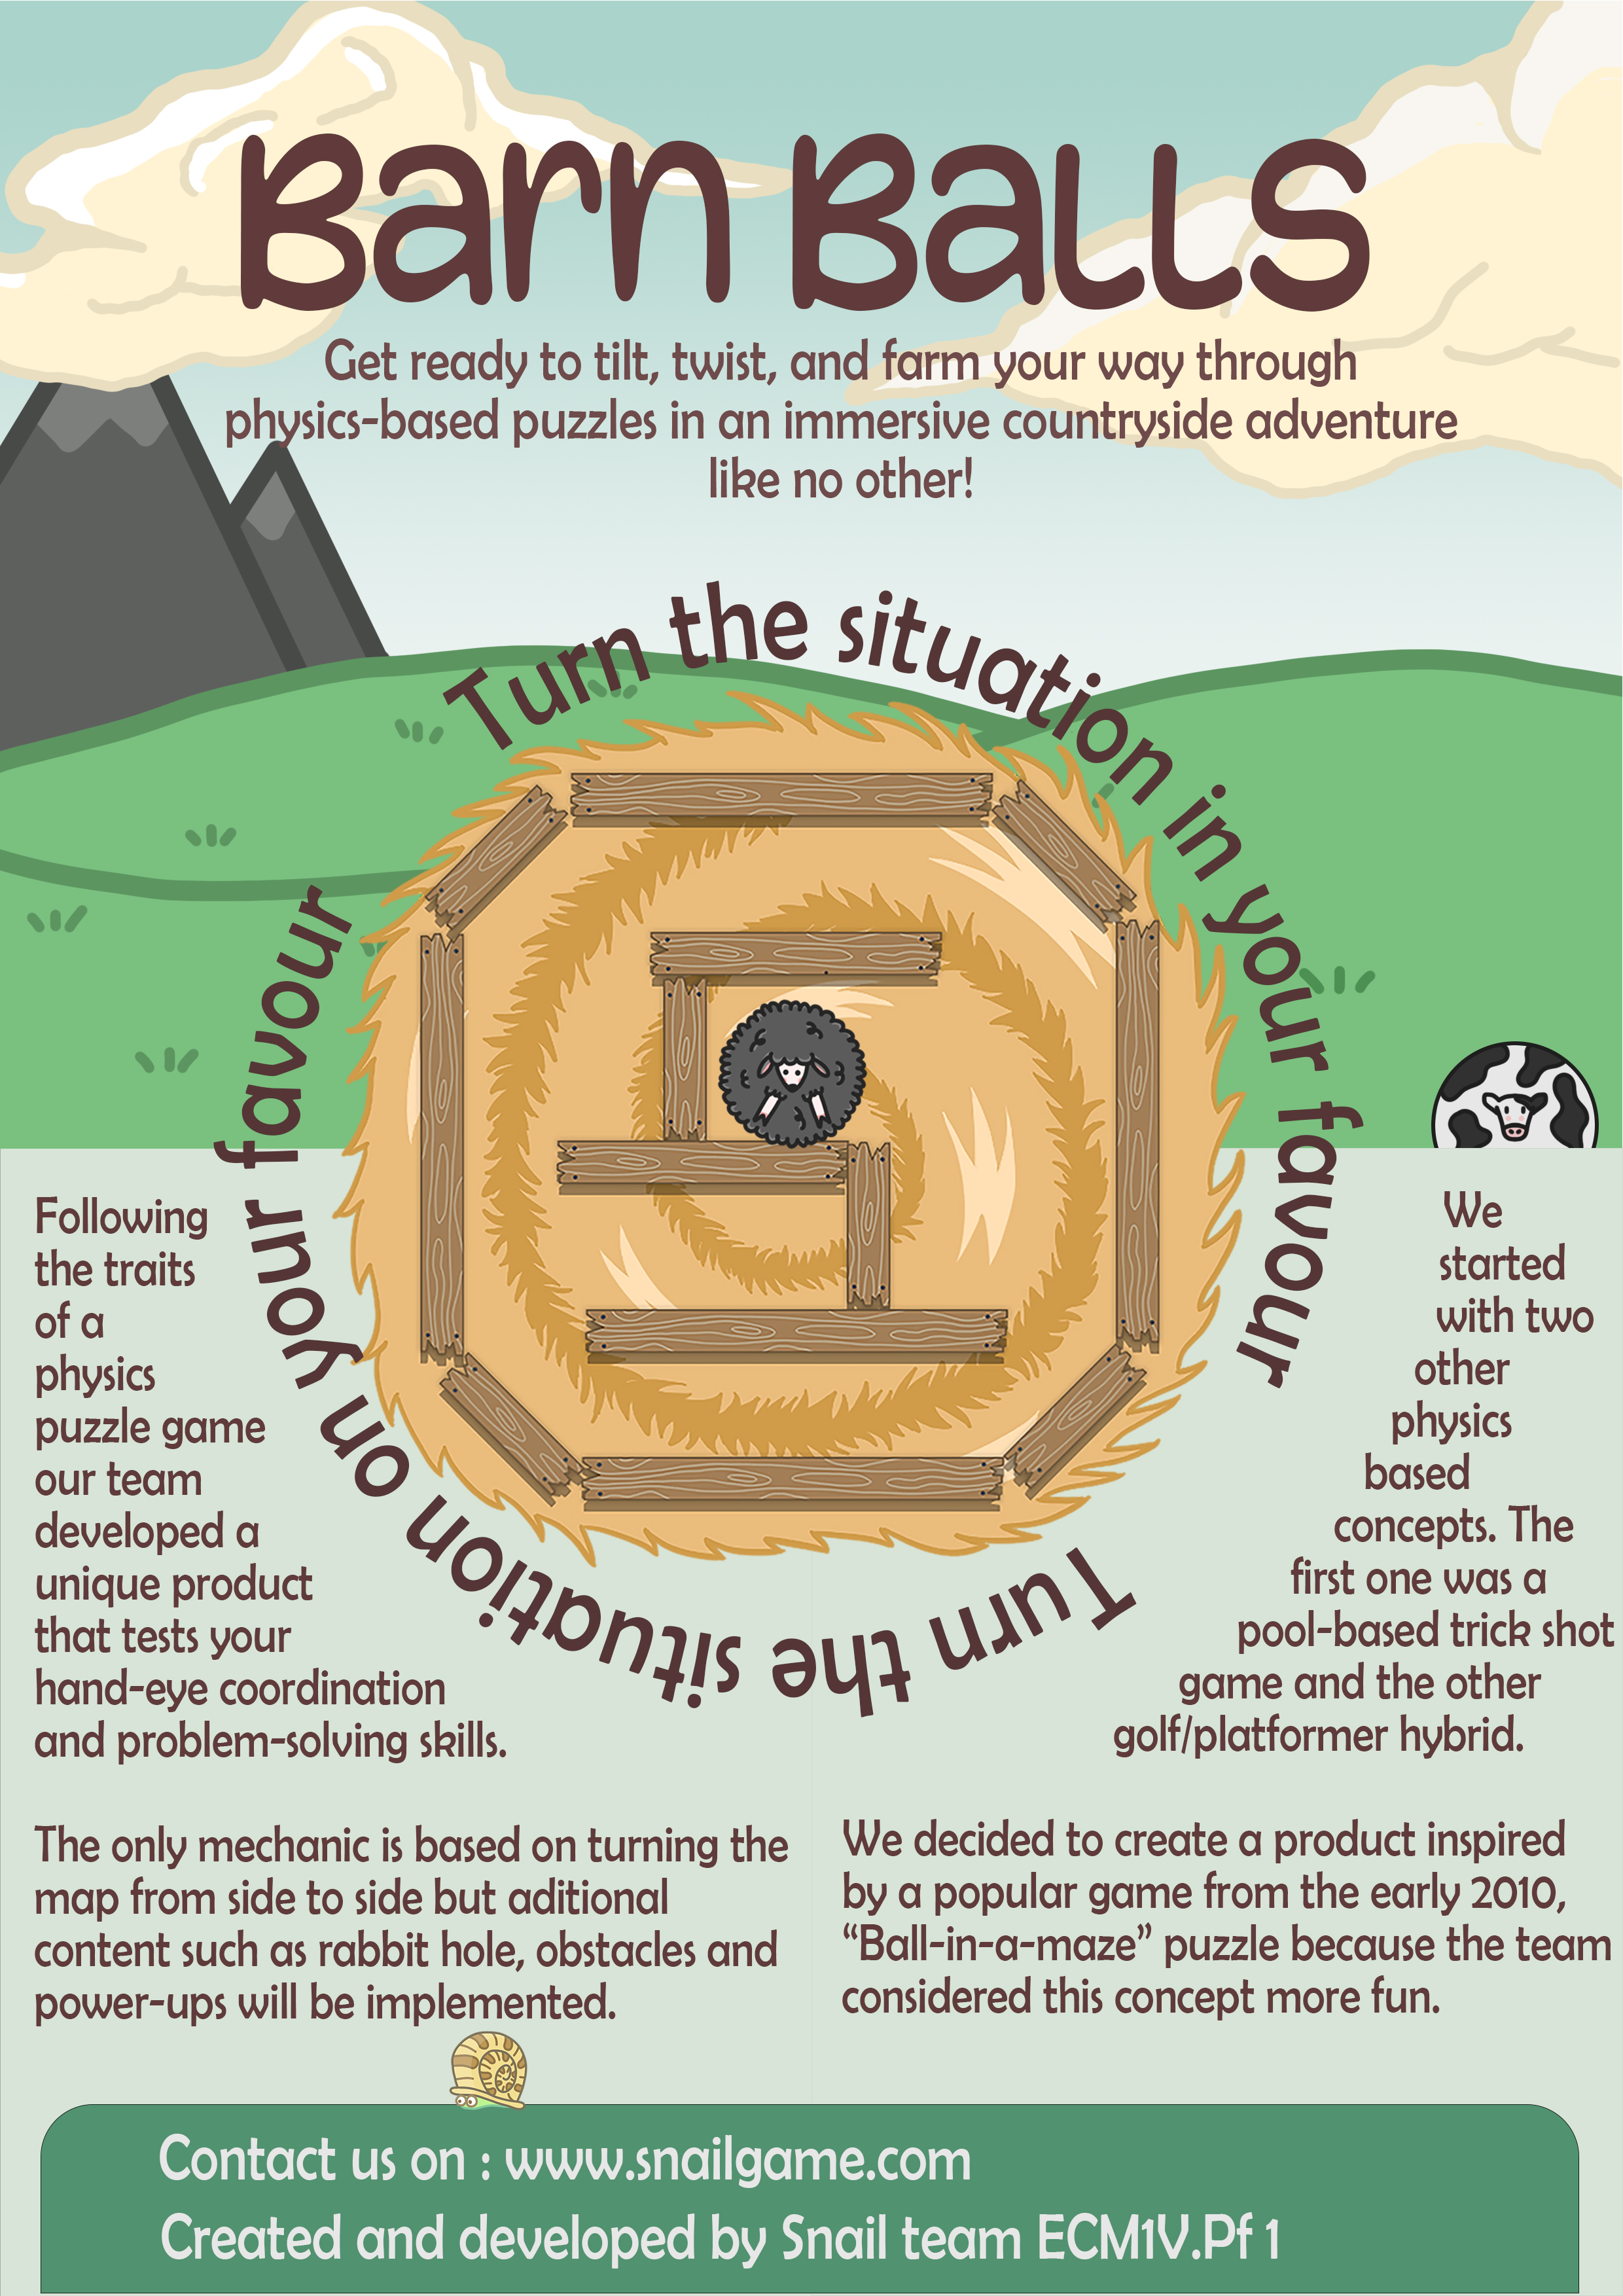 Barn Balls
Get ready to tilt, twist, and farm your way through
physics-based puzzles in an immersive countryside adventure
like no other!
Turn the situation in your favour
Turn the situation on your favour
Following
the traits
of a
physics
puzzle game
our team
developed a
unique product
that tests your
hand-eye coordination
and problem-solving skills.
The only mechanic is based on turning the
map from side to side but aditional
content such as rabbit hole, obstacles and
power-ups will be implemented.
We
started
with two
other
physics
based
concepts. The
first one was a
pool-based trick shot
game and the other
golf/platformer hybrid.
We decided to create a product inspired
by a popular game from the early 2010,
“Ball-in-a-maze” puzzle because the team
considered this concept more fun.
Contact us on : www.snailgame.com
Created and developed by Snail team ECM1V.Pf 1